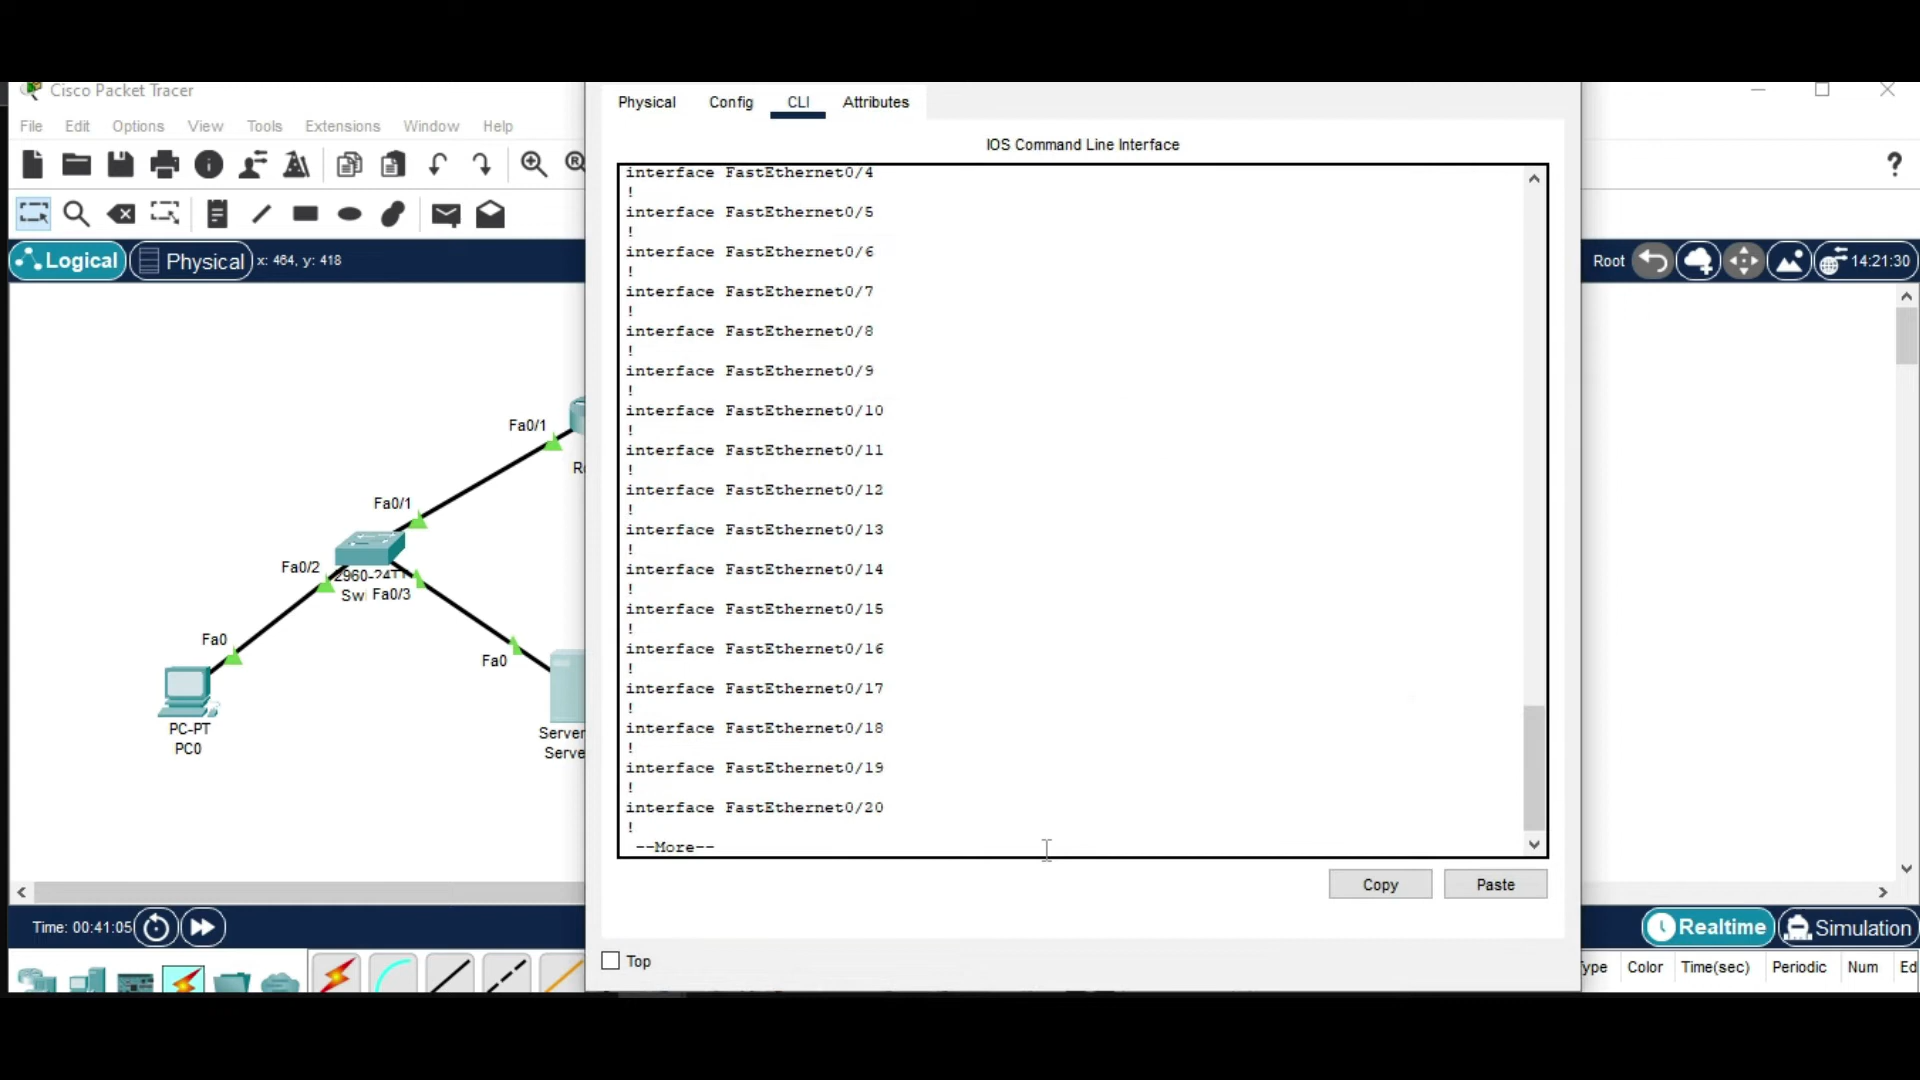 Cisco Packet Tracer
File Edit Options View Tools Extensions Window Help
Logical Physical x: 464, y: 418
Root 14:21:30
Physical Config CLI Attributes
IOS Command Line Interface
interface FastEthernet0/4
!
interface FastEthernet0/5
!
interface FastEthernet0/6
!
interface FastEthernet0/7
!
interface FastEthernet0/8
!
interface FastEthernet0/9
!
interface FastEthernet0/10
!
interface FastEthernet0/11
!
interface FastEthernet0/12
!
interface FastEthernet0/13
!
interface FastEthernet0/14
!
interface FastEthernet0/15
!
interface FastEthernet0/16
!
interface FastEthernet0/17
!
interface FastEthernet0/18
!
interface FastEthernet0/19
!
interface FastEthernet0/20
!
--More--
Copy Paste
Top
Fa0/1
Fa0/1
Fa0/2
Fa0/3
Fa0
Fa0
PC-PT
PC0
Server
Serve
Time: 00:41:05
Realtime Simulation
Color Time(sec) Periodic Num Ed